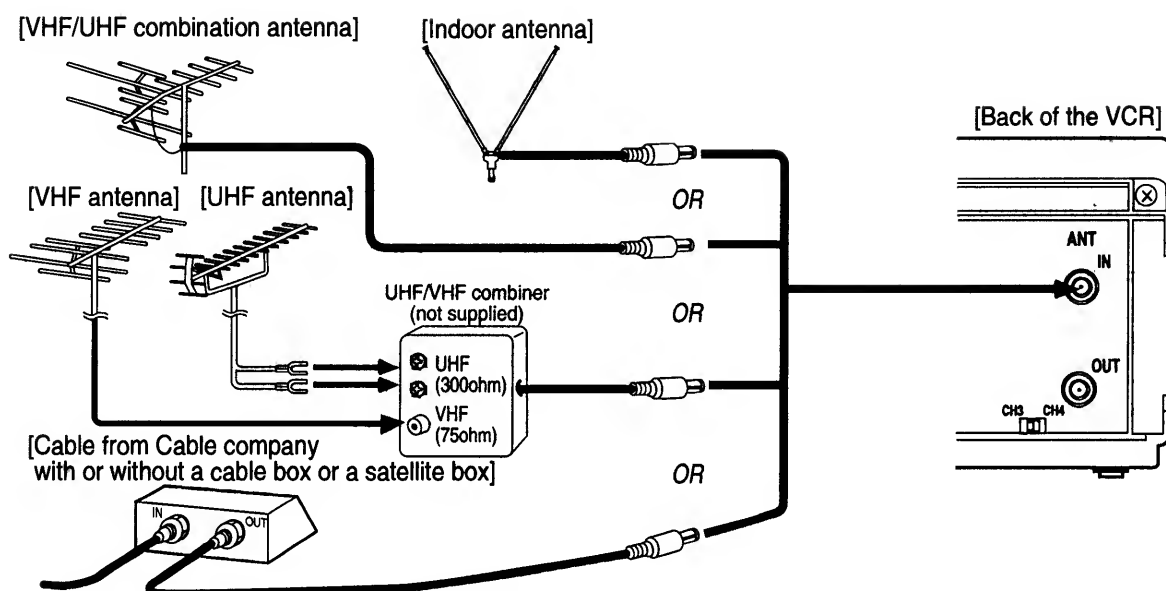 [VHF/UHF combination antenna]
[Indoor antenna]
[Back of the VCR]
OR
[VHF antenna]
[UHF antenna]
ANT
IN
UHF/VHF combiner
(not supplied)
OR
UHF
(300ohm)
VHF
(75ohm)
OUT
CH3
CH4
[Cable from Cable company
with or without a cable box or a satellite box]
OR
IN
OUT